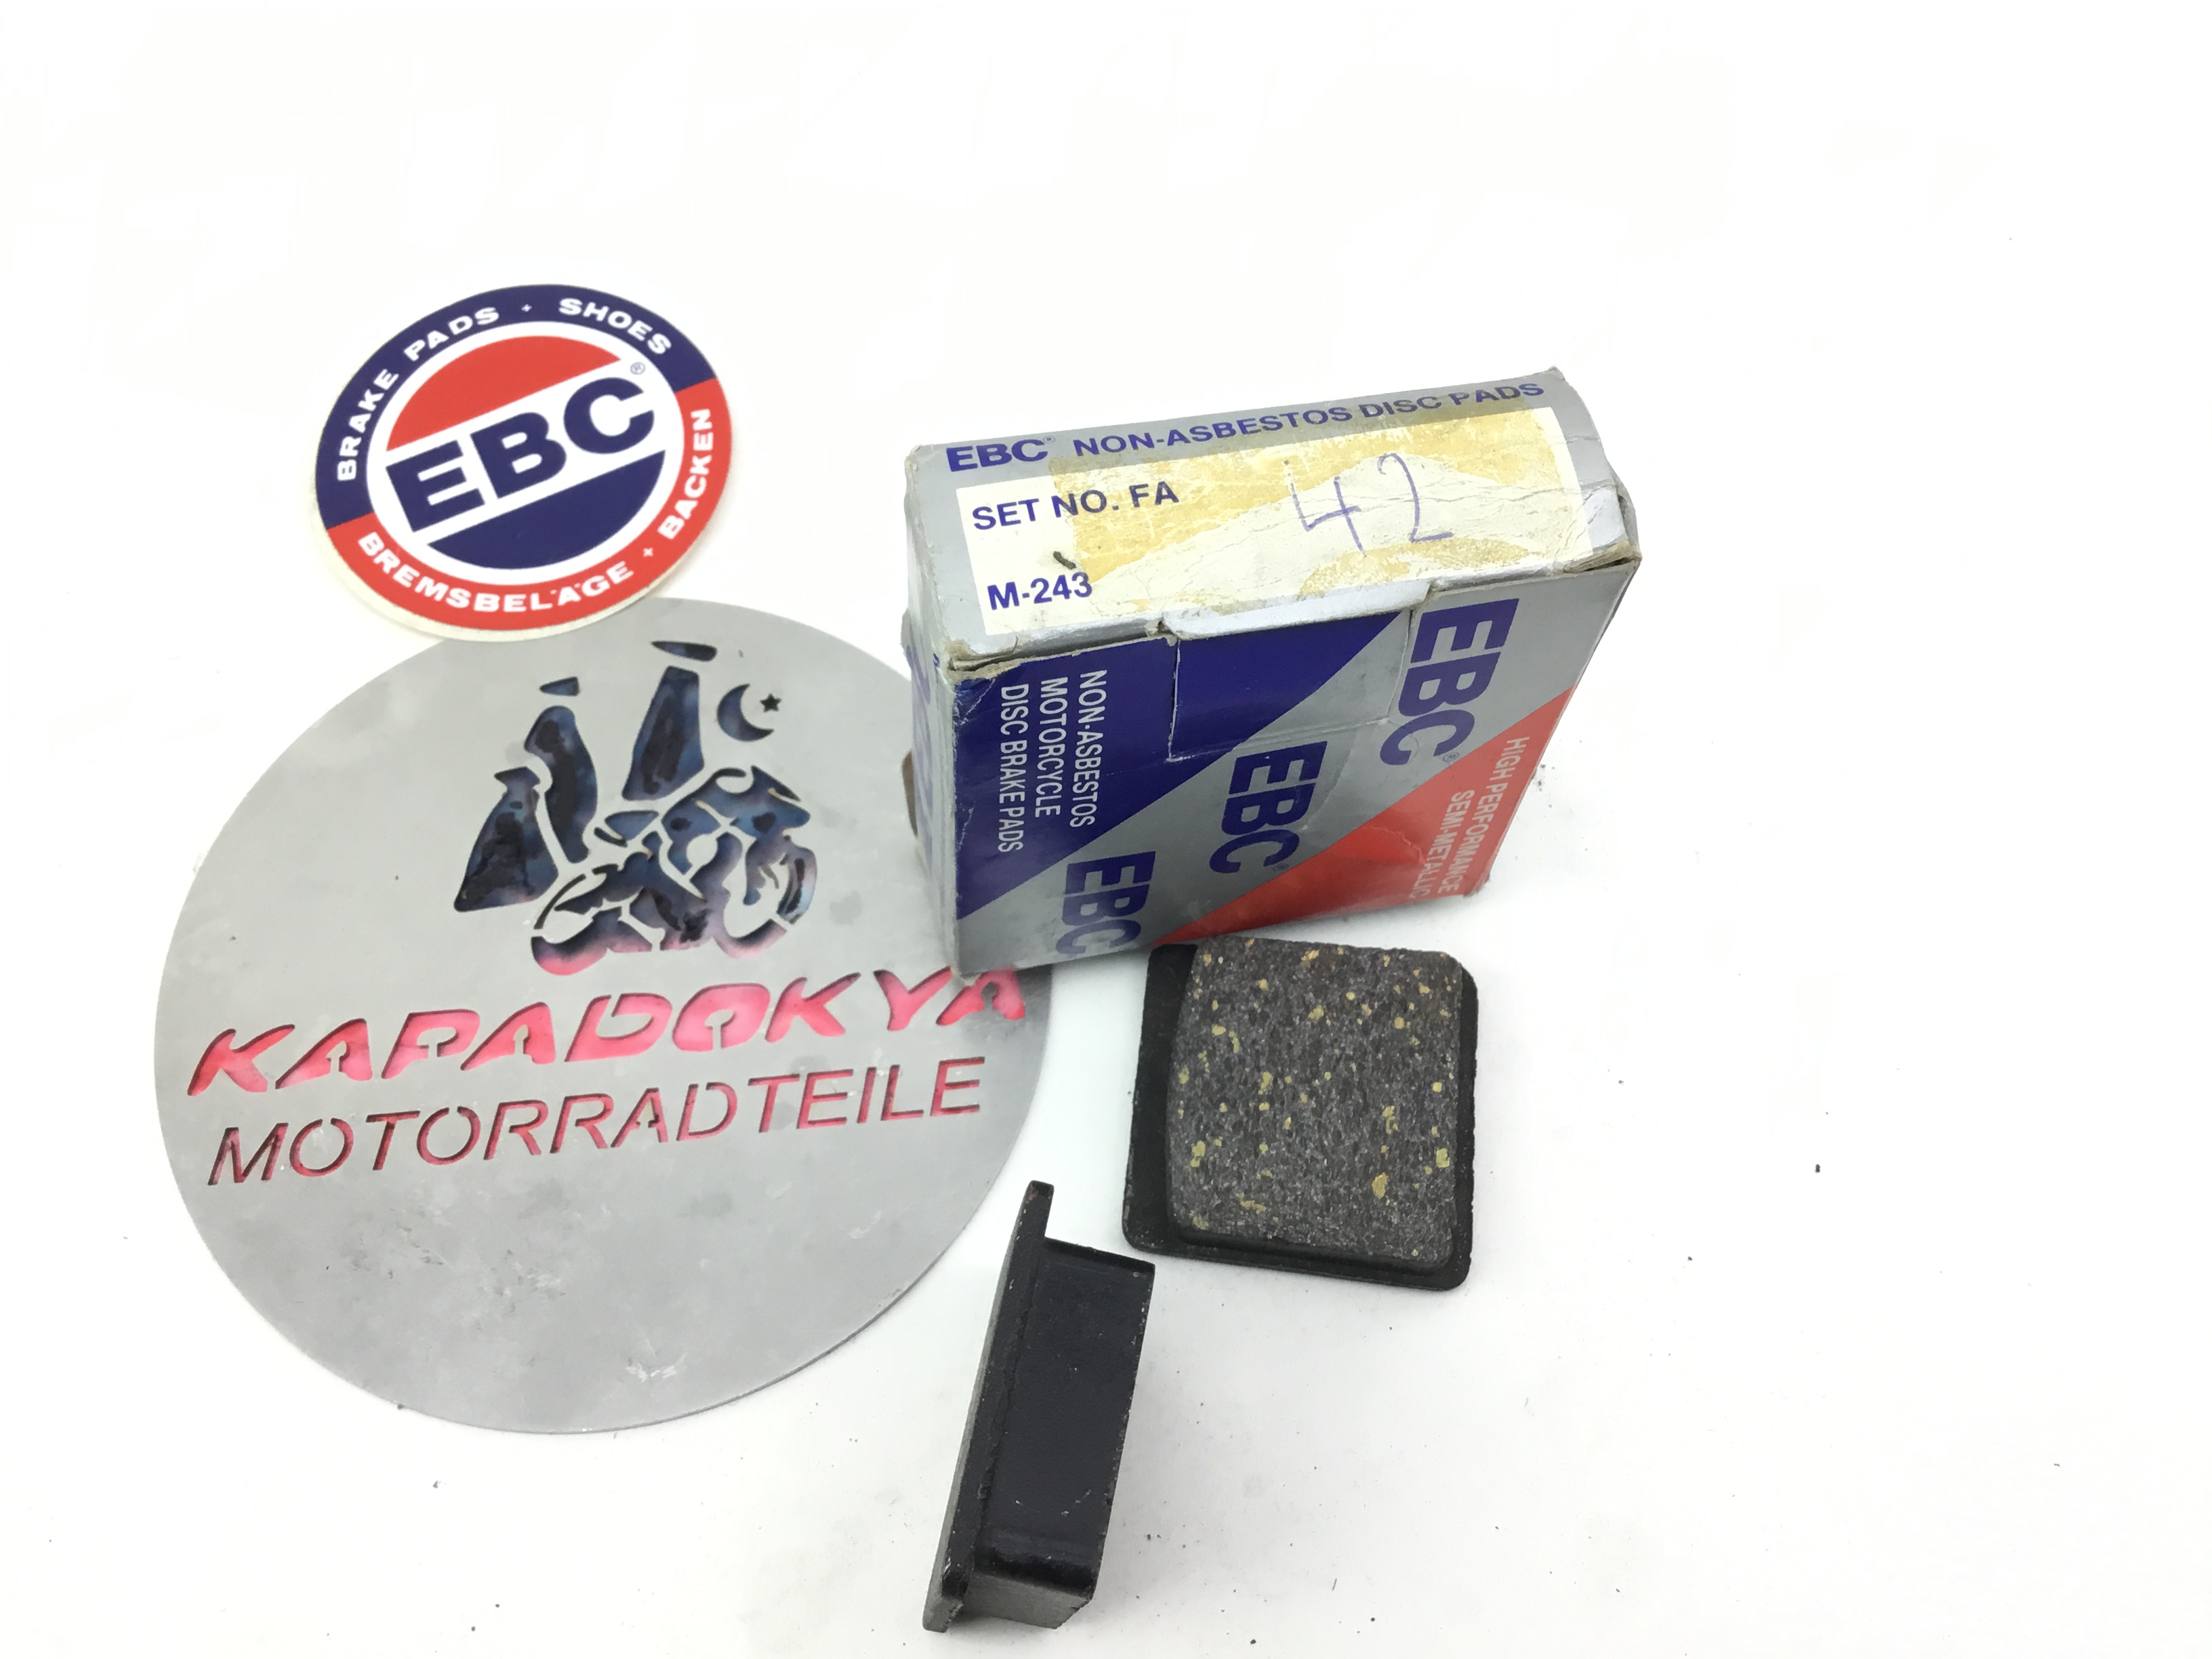 BRAKE PADS + SHOES
EBC®
BREMSBELÄGE + BACKEN
EBC® NON-ASBESTOS DISC PADS
SET NO. FA 42
M-243
NON-ASBESTOS
MOTORCYCLE
DISC BRAKE PADS
EBC®
EBC®
EBC
HIGH PERFORMANCE
SEMI-METALLIC
KAPADOKYA
MOTORRADTEILE